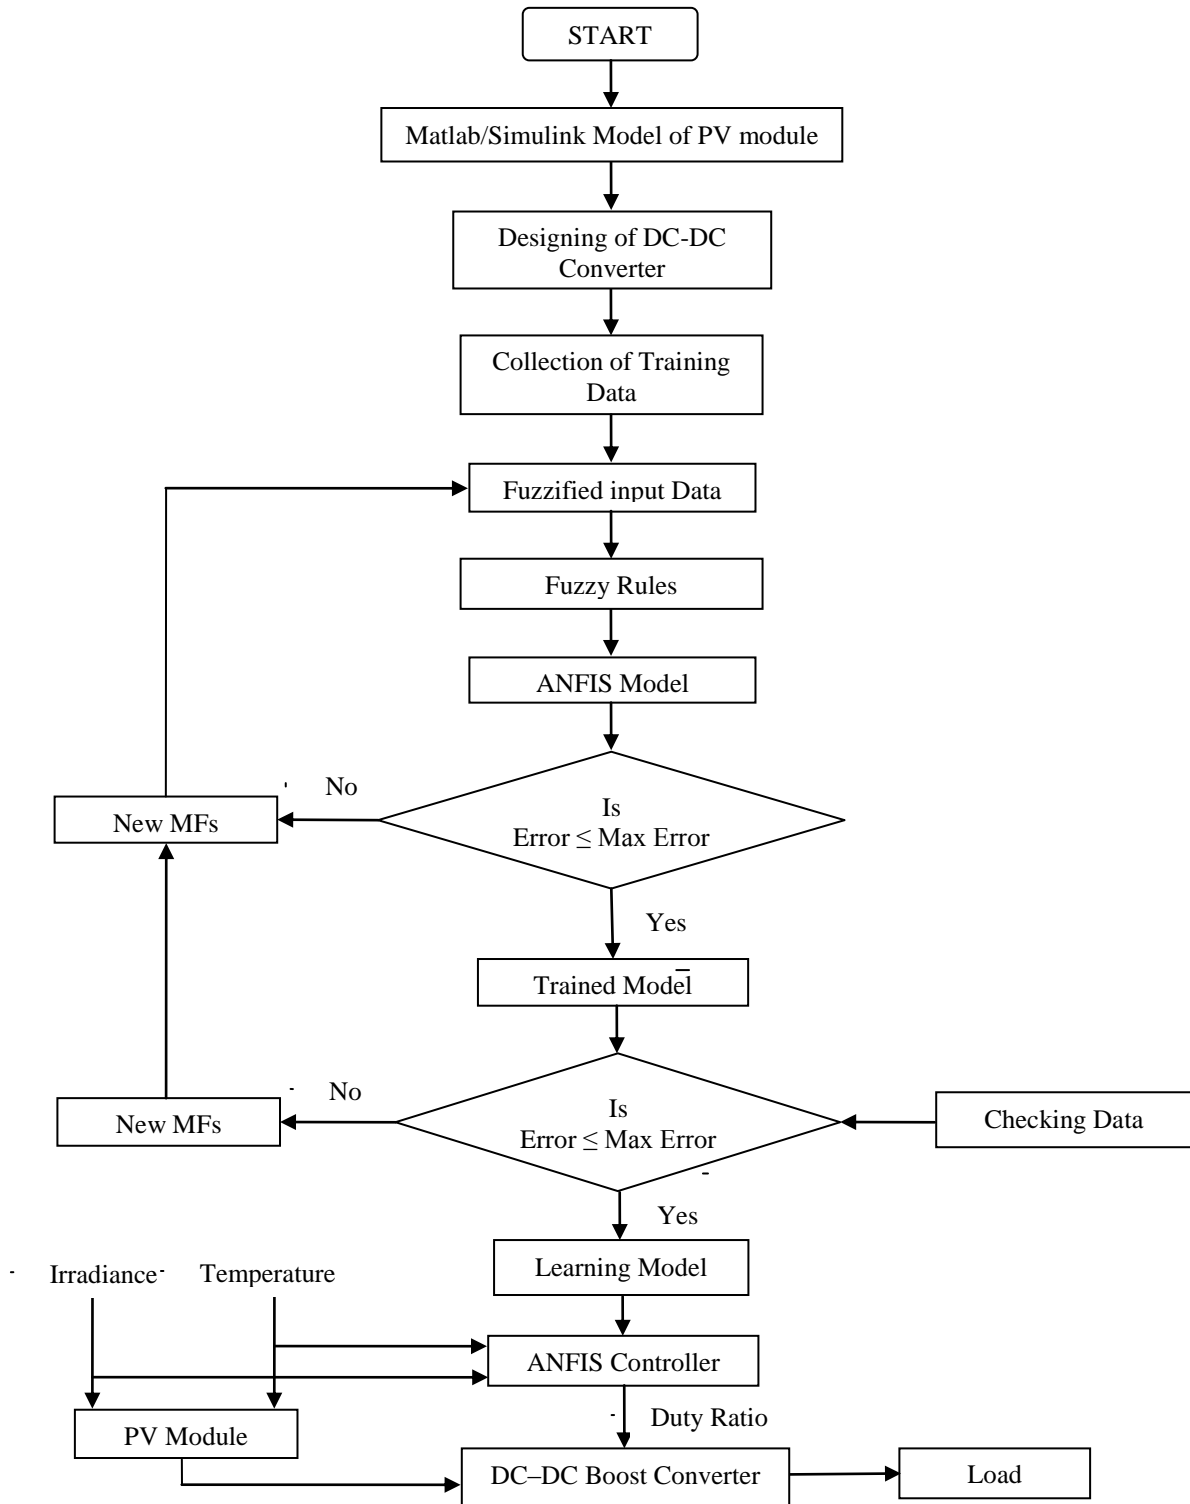 START
Matlab/Simulink Model of PV module
Designing of DC-DC
Converter
Collection of Training
Data
Fuzzified input Data
Fuzzy Rules
ANFIS Model
No
Is
Error ≤ Max Error
New MFs
Yes
Trained Model
No
Is
Error ≤ Max Error
New MFs
Checking Data
Yes
Learning Model
Irradiance
Temperature
ANFIS Controller
Duty Ratio
PV Module
DC–DC Boost Converter
Load